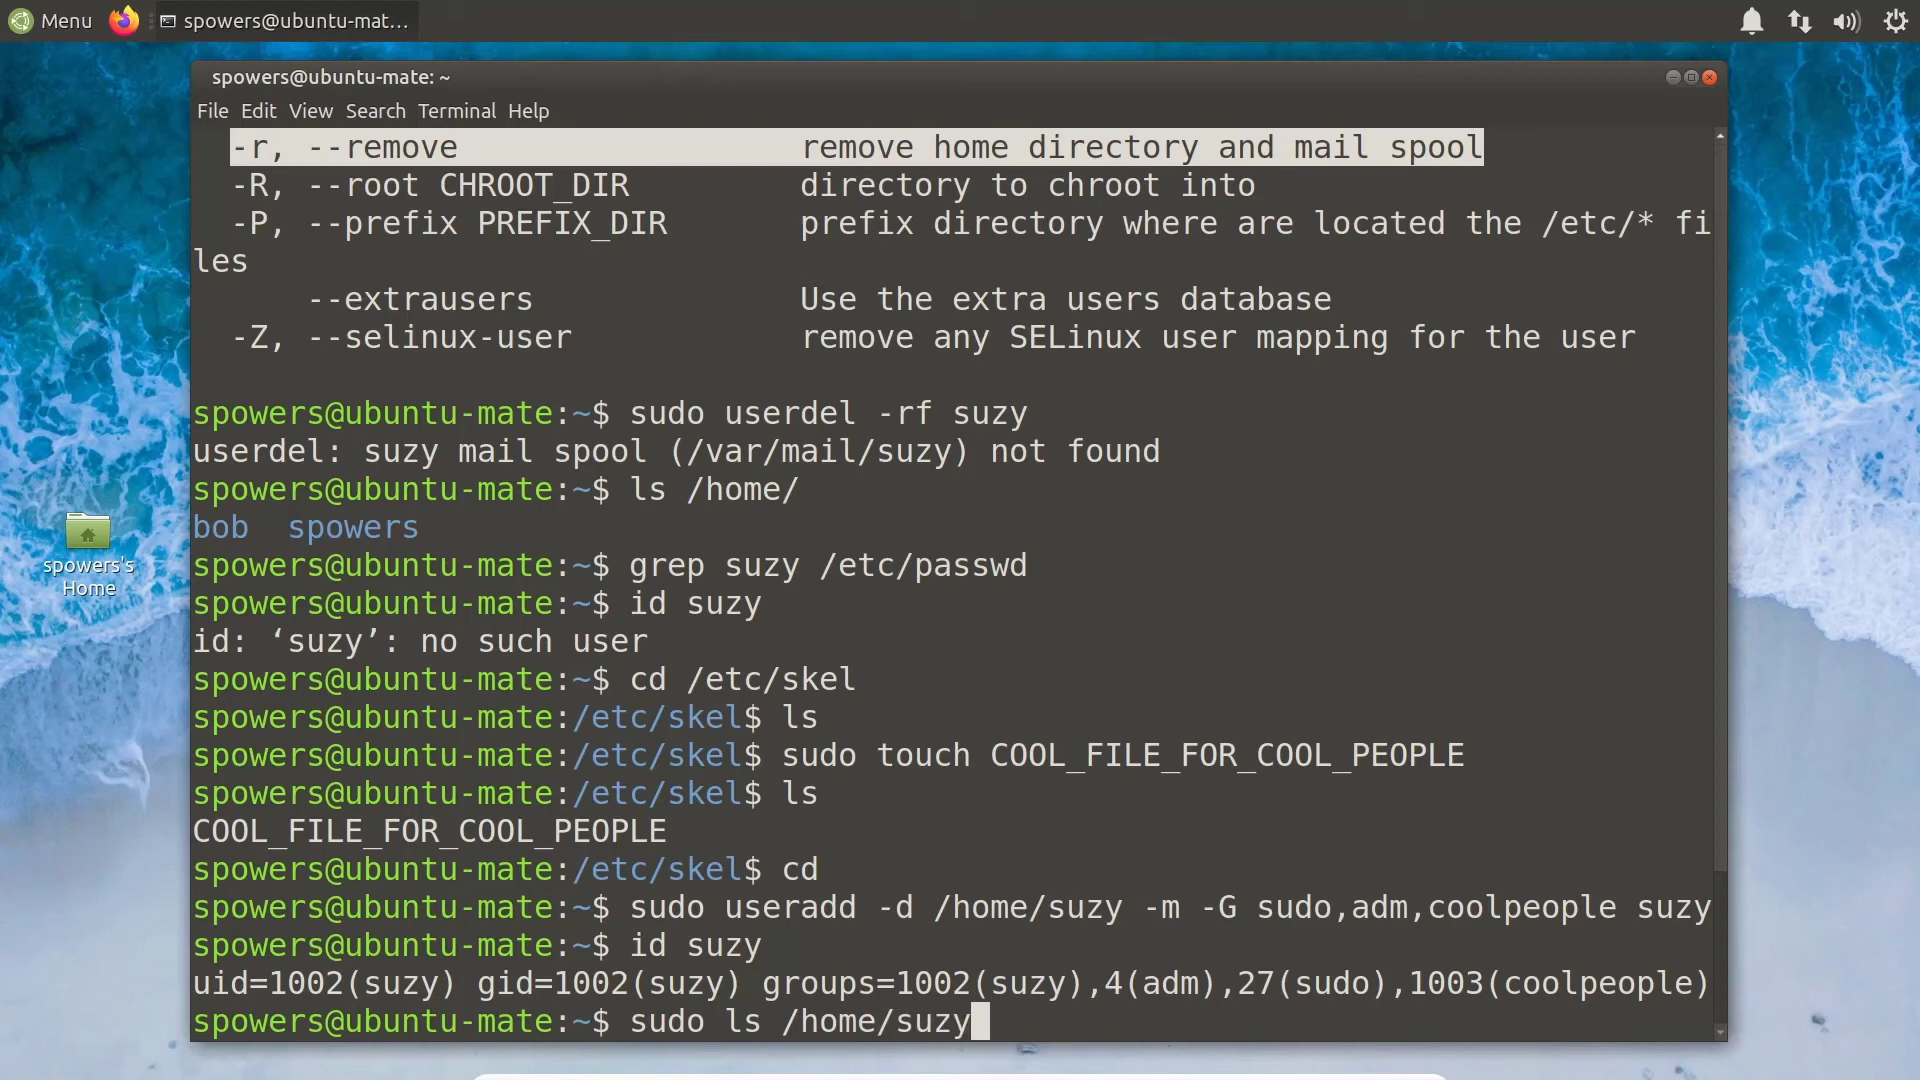 Menu
spowers@ubuntu-mat...
spowers@ubuntu-mate: ~
File Edit View Search Terminal Help
-r, --remove remove home directory and mail spool
-R, --root CHROOT_DIR directory to chroot into
-P, --prefix PREFIX_DIR prefix directory where are located the /etc/* fi
les
--extrausers Use the extra users database
-Z, --selinux-user remove any SELinux user mapping for the user
spowers@ubuntu-mate:~$ sudo userdel -rf suzy
userdel: suzy mail spool (/var/mail/suzy) not found
spowers@ubuntu-mate:~$ ls /home/
bob spowers
spowers@ubuntu-mate:~$ grep suzy /etc/passwd
spowers@ubuntu-mate:~$ id suzy
id: ‘suzy’: no such user
spowers@ubuntu-mate:~$ cd /etc/skel
spowers@ubuntu-mate:/etc/skel$ ls
spowers@ubuntu-mate:/etc/skel$ sudo touch COOL_FILE_FOR_COOL_PEOPLE
spowers@ubuntu-mate:/etc/skel$ ls
COOL_FILE_FOR_COOL_PEOPLE
spowers@ubuntu-mate:/etc/skel$ cd
spowers@ubuntu-mate:~$ sudo useradd -d /home/suzy -m -G sudo,adm,coolpeople suzy
spowers@ubuntu-mate:~$ id suzy
uid=1002(suzy) gid=1002(suzy) groups=1002(suzy),4(adm),27(sudo),1003(coolpeople)
spowers@ubuntu-mate:~$ sudo ls /home/suzy
spowers's
Home